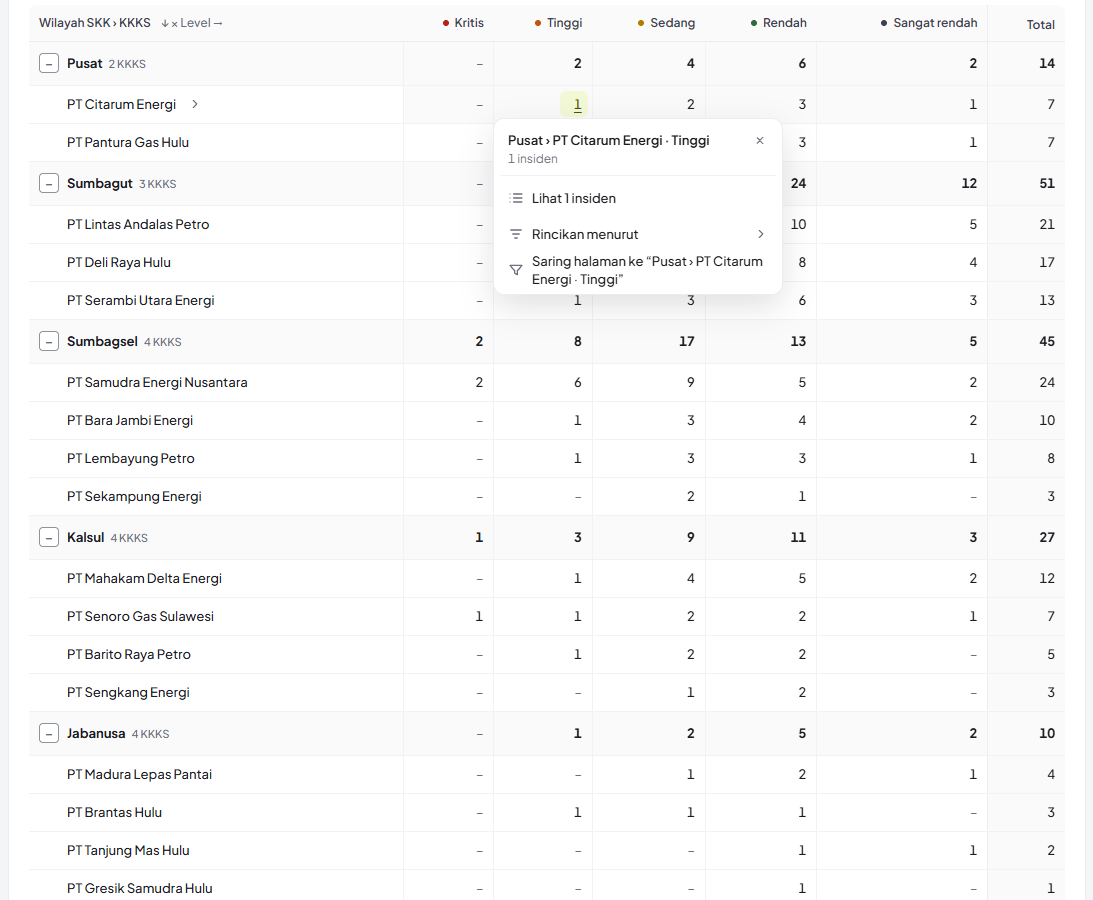 Wilayah SKK › KKKS ↓ × Level → Kritis Tinggi Sedang Rendah Sangat rendah Total
− Pusat 2 KKKS – 2 4 6 2 14
PT Citarum Energi › – 1 2 3 1 7
PT Pantura Gas Hulu – 3 1 7
Pusat › PT Citarum Energi · Tinggi ×
1 insiden
Lihat 1 insiden
Rincikan menurut ›
Saring halaman ke “Pusat › PT Citarum
Energi · Tinggi”
− Sumbagut 3 KKKS – 24 12 51
PT Lintas Andalas Petro – 10 5 21
PT Deli Raya Hulu – 8 4 17
PT Serambi Utara Energi – 1 3 6 3 13
− Sumbagsel 4 KKKS 2 8 17 13 5 45
PT Samudra Energi Nusantara 2 6 9 5 2 24
PT Bara Jambi Energi – 1 3 4 2 10
PT Lembayung Petro – 1 3 3 1 8
PT Sekampung Energi – – 2 1 – 3
− Kalsul 4 KKKS 1 3 9 11 3 27
PT Mahakam Delta Energi – 1 4 5 2 12
PT Senoro Gas Sulawesi 1 1 2 2 1 7
PT Barito Raya Petro – 1 2 2 – 5
PT Sengkang Energi – – 1 2 – 3
− Jabanusa 4 KKKS – 1 2 5 2 10
PT Madura Lepas Pantai – – 1 2 1 4
PT Brantas Hulu – 1 1 1 – 3
PT Tanjung Mas Hulu – – – 1 1 2
PT Gresik Samudra Hulu – – – 1 – 1